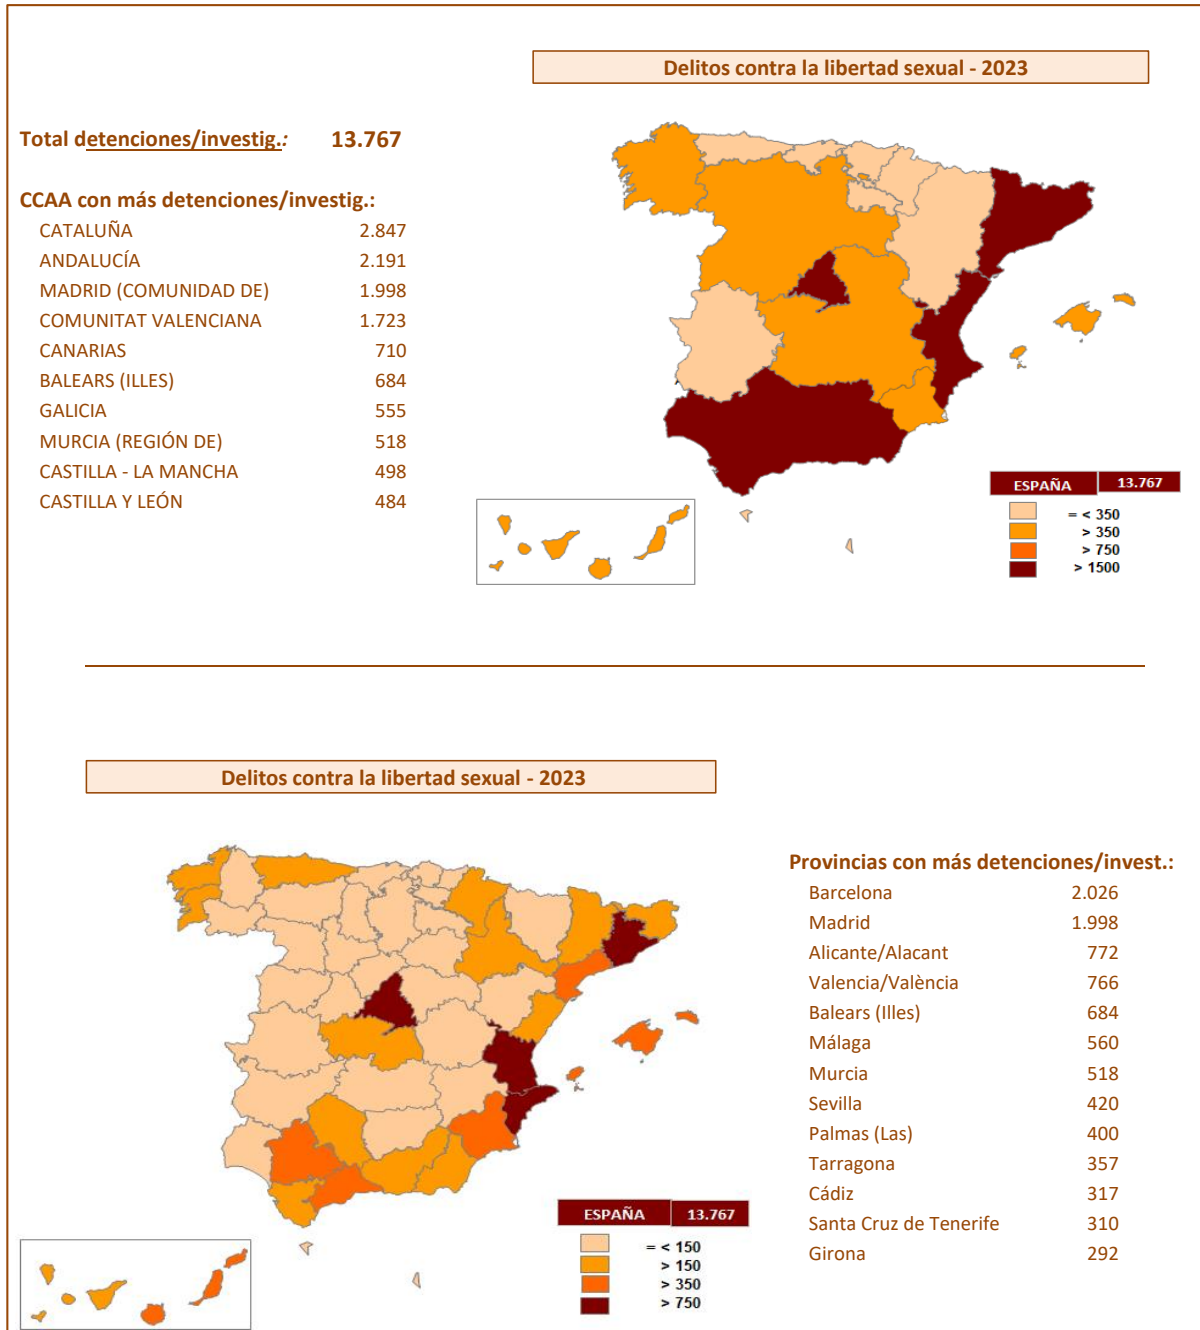 Delitos contra la libertad sexual - 2023
Total detenciones/investig.: 13.767
CCAA con más detenciones/investig.:
CATALUÑA 2.847
ANDALUCÍA 2.191
MADRID (COMUNIDAD DE) 1.998
COMUNITAT VALENCIANA 1.723
CANARIAS 710
BALEARS (ILLES) 684
GALICIA 555
MURCIA (REGIÓN DE) 518
CASTILLA - LA MANCHA 498
CASTILLA Y LEÓN 484
ESPAÑA 13.767
= < 350
> 350
> 750
> 1500
Delitos contra la libertad sexual - 2023
Provincias con más detenciones/invest.:
Barcelona 2.026
Madrid 1.998
Alicante/Alacant 772
Valencia/València 766
Balears (Illes) 684
Málaga 560
Murcia 518
Sevilla 420
Palmas (Las) 400
Tarragona 357
Cádiz 317
Santa Cruz de Tenerife 310
Girona 292
ESPAÑA 13.767
= < 150
> 150
> 350
> 750